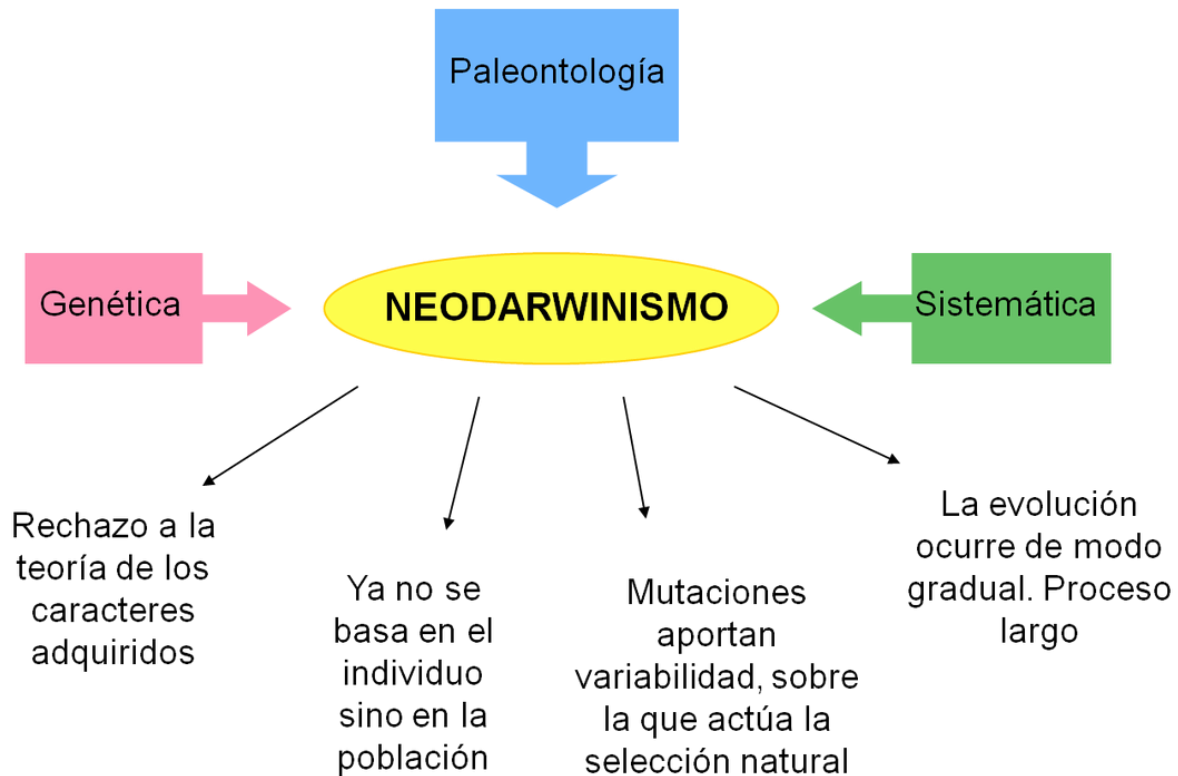 Paleontología
Genética
NEODARWINISMO
Sistemática
Rechazo a la
teoría de los
caracteres
adquiridos
Ya no se
basa en el
individuo
sino en la
población
Mutaciones
aportan
variabilidad, sobre
la que actúa la
selección natural
La evolución
ocurre de modo
gradual. Proceso
largo